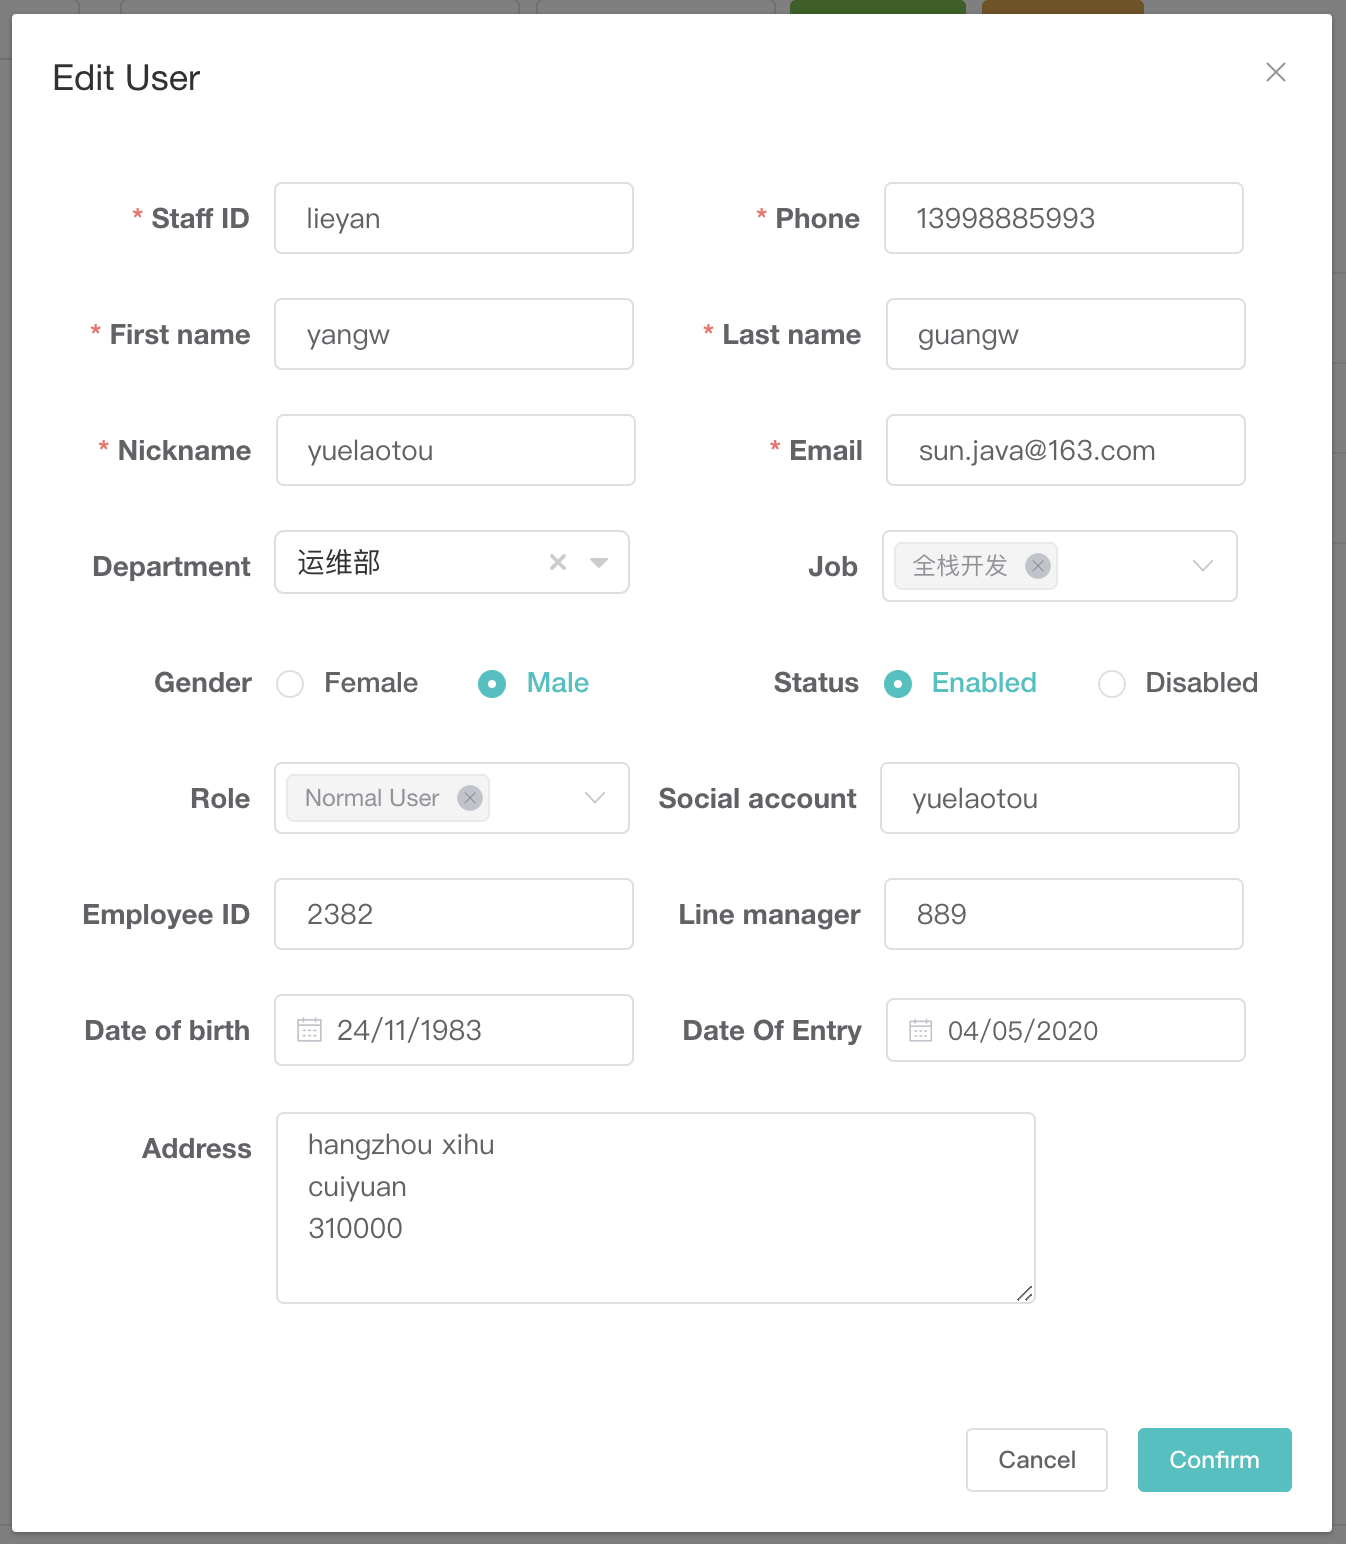 Edit User
* Staff ID lieyan * Phone 13998885993
* First name yangw * Last name guangw
* Nickname yuelaotou * Email sun.java@163.com
Department 运维部 Job 全栈开发
Gender Female Male Status Enabled Disabled
Role Normal User Social account yuelaotou
Employee ID 2382 Line manager 889
Date of birth 24/11/1983 Date Of Entry 04/05/2020
Address hangzhou xihu
cuiyuan
310000
Cancel Confirm